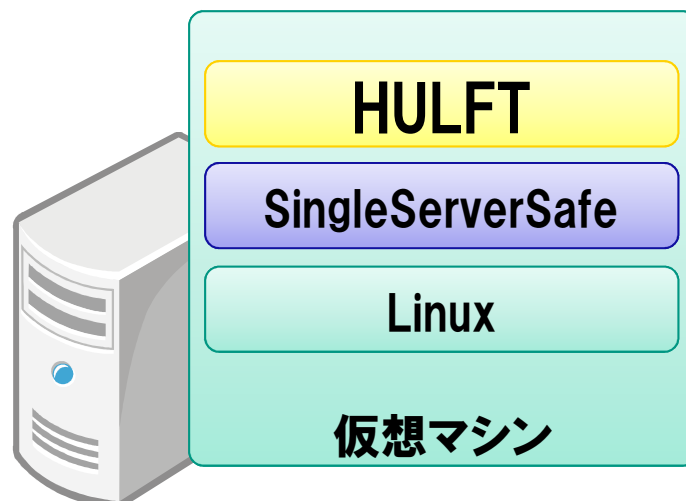 HULFT
SingleServerSafe
Linux
仮想マシン